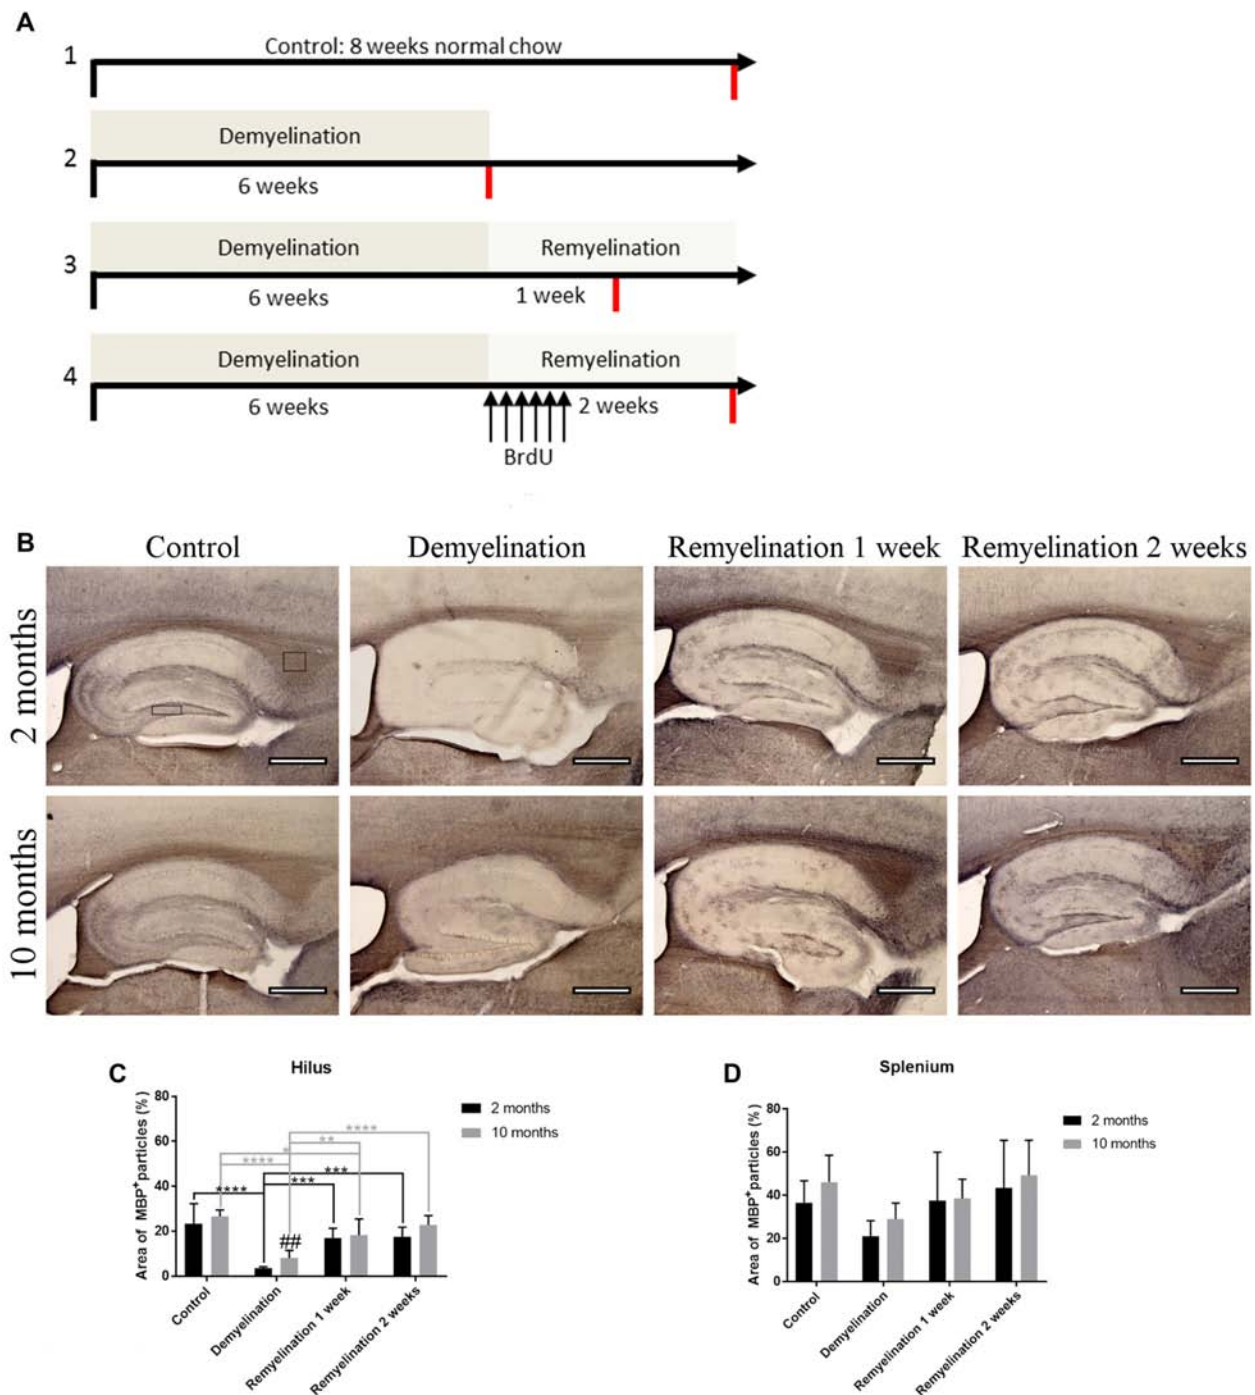 A
1
Control: 8 weeks normal chow
Demyelination
2
6 weeks
Demyelination
Remyelination
3
6 weeks
1 week
Demyelination
Remyelination
4
6 weeks
2 weeks
BrdU
B
Control
Demyelination
Remyelination 1 week
Remyelination 2 weeks
2 months
10 months
C
Hilus
Area of MBP⁺particles (%)
80
60
40
20
0
2 months
10 months
****
**
*
****
***
****
***
##
Control
Demyelination
Remyelination 1 week
Remyelination 2 weeks
D
Splenium
Area of MBP⁺particles (%)
80
60
40
20
0
2 months
10 months
Control
Demyelination
Remyelination 1 week
Remyelination 2 weeks